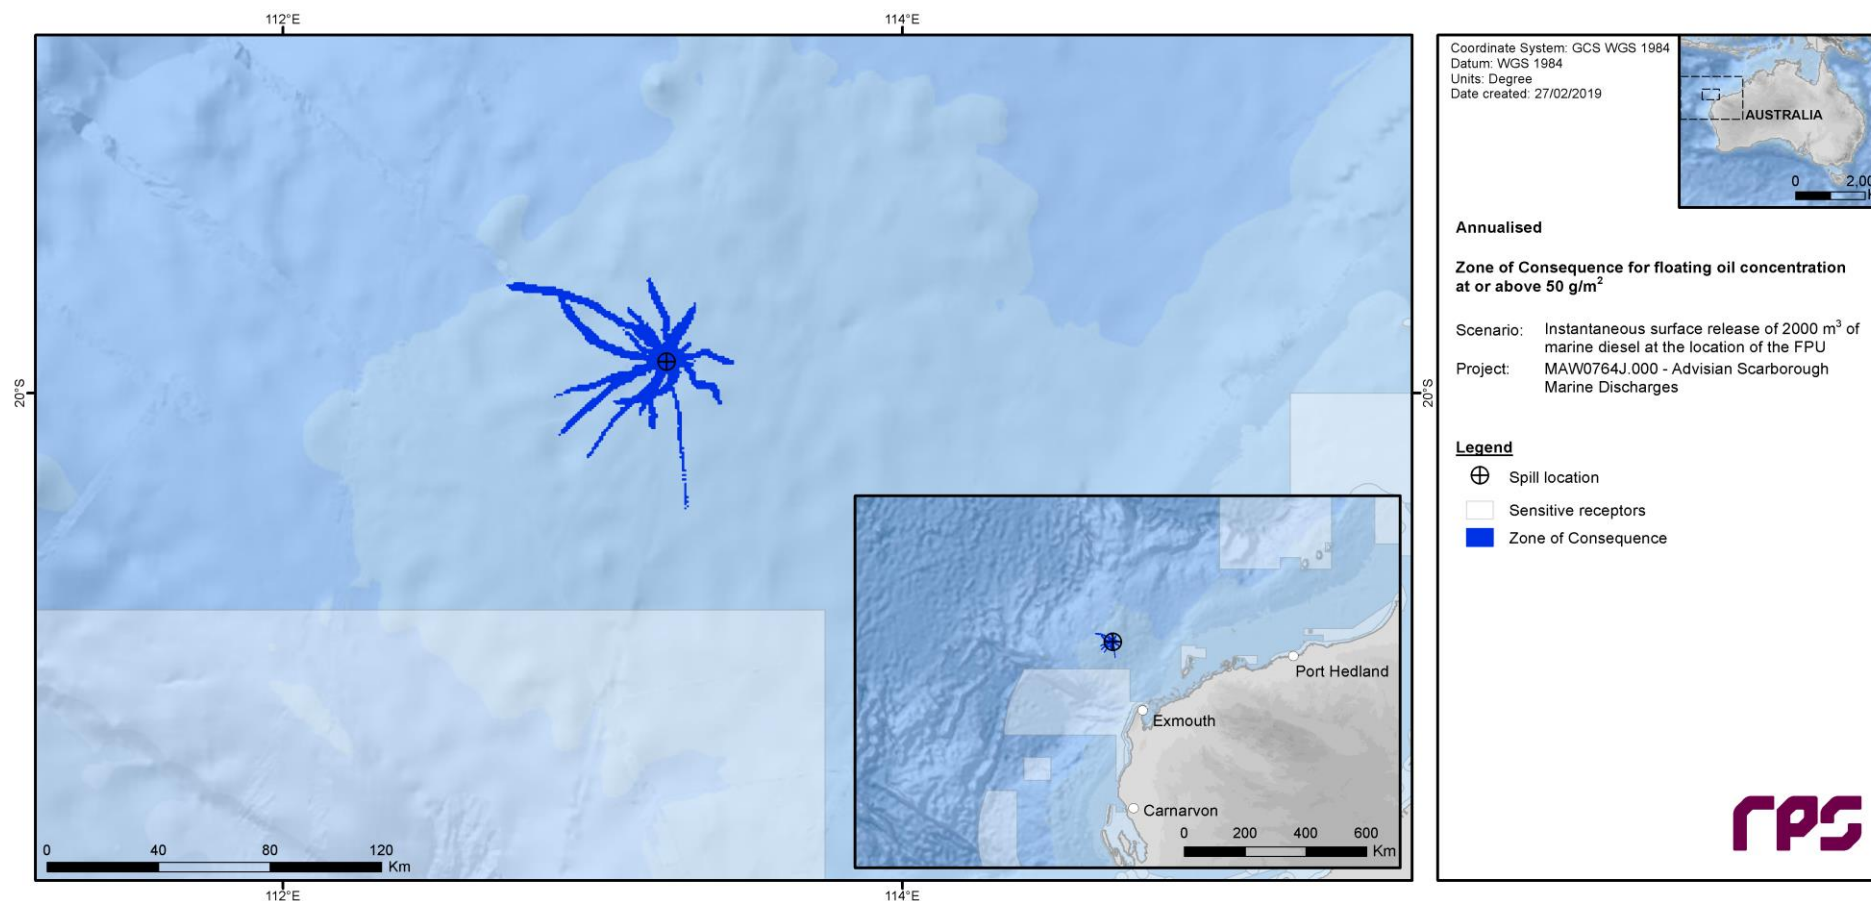 112°E
114°E
20°S
20°S
0 40 80 120
Km
112°E
114°E
Port Hedland
Exmouth
Carnarvon
0 200 400 600
Km
Coordinate System: GCS WGS 1984
Datum: WGS 1984
Units: Degree
Date created: 27/02/2019
AUSTRALIA
0 2,00
Annualised
Zone of Consequence for floating oil concentration
at or above 50 g/m²
Scenario: Instantaneous surface release of 2000 m³ of
marine diesel at the location of the FPU
Project: MAW0764J.000 - Advisian Scarborough
Marine Discharges
Legend
Spill location
Sensitive receptors
Zone of Consequence
rps